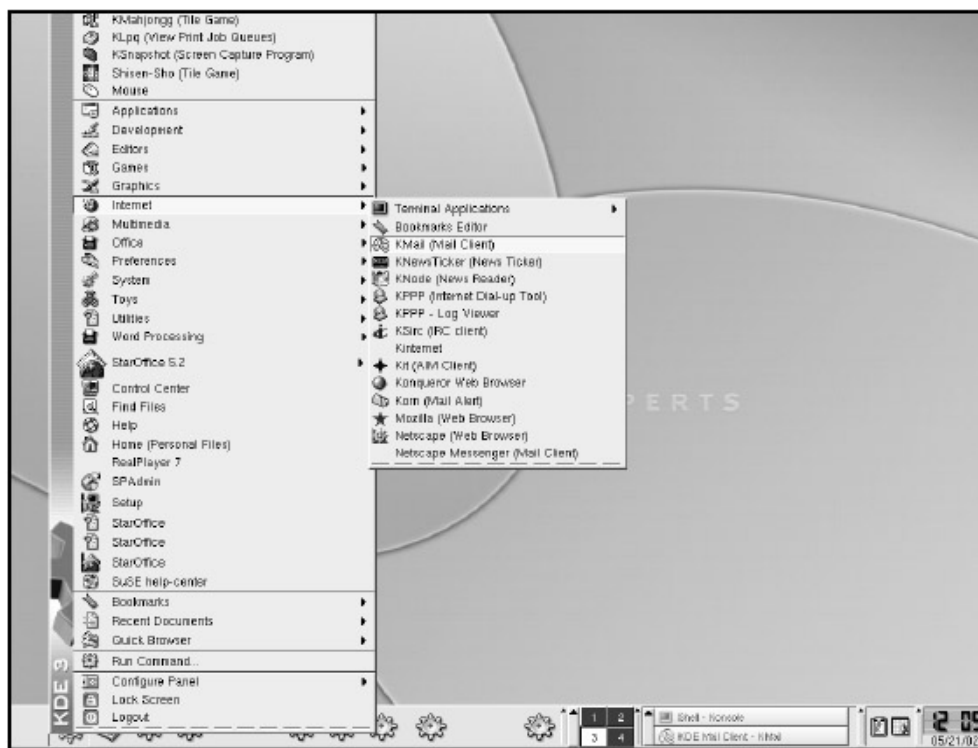 KMahjongg (Tile Game)
KLpq (View Print Job Queues)
KSnapshot (Screen Capture Program)
Shisen-Sho (Tile Game)
Mouse
Applications
Development
Editors
Games
Graphics
Internet
Multimedia
Office
Preferences
System
Toys
Utilities
Word Processing
StarOffice 5.2
Control Center
Find Files
Help
Home (Personal Files)
RealPlayer 7
SPAdmin
Setup
StarOffice
StarOffice
StarOffice
SuSE help-center
Bookmarks
Recent Documents
Quick Browser
Run Command...
Configure Panel
Lock Screen
Logout
KDE 3
Terminal Applications
Bookmarks Editor
KMail (Mail Client)
KNewsTicker (News Ticker)
KNode (News Reader)
KPPP (Internet Dial-up Tool)
KPPP - Log Viewer
KSirc (IRC client)
Kinternet
Kit (AIM Client)
Konqueror Web Browser
Korn (Mail Alert)
Mozilla (Web Browser)
Netscape (Web Browser)
Netscape Messenger (Mail Client)
PERTS
1 2
3 4
Shell - Konsole
KDE Mail Client - KMail